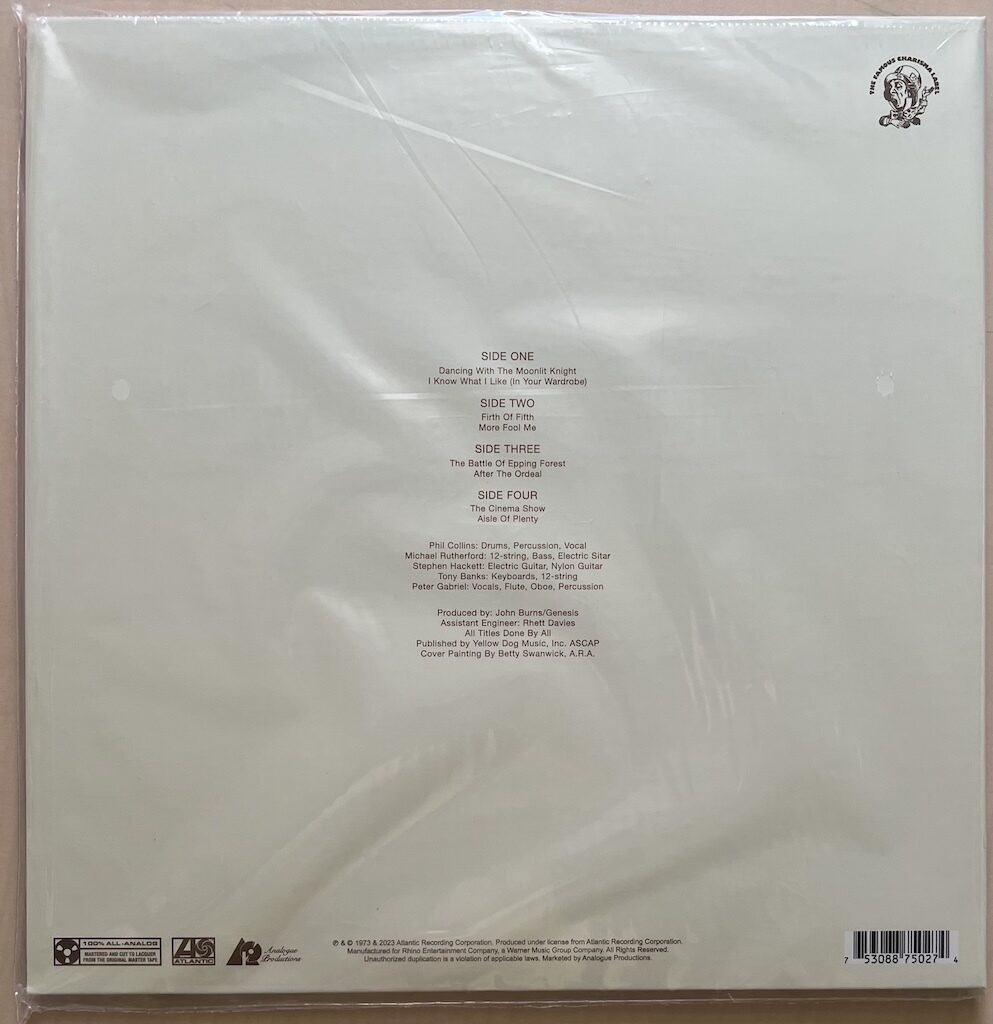 THE FAMOUS CHARISMA LABEL
SIDE ONE
Dancing With The Moonlit Knight
I Know What I Like (In Your Wardrobe)
SIDE TWO
Firth Of Fifth
More Fool Me
SIDE THREE
The Battle Of Epping Forest
After The Ordeal
SIDE FOUR
The Cinema Show
Aisle Of Plenty
Phil Collins: Drums, Percussion, Vocal
Michael Rutherford: 12-string, Bass, Electric Sitar
Stephen Hackett: Electric Guitar, Nylon Guitar
Tony Banks: Keyboards, 12-string
Peter Gabriel: Vocals, Flute, Oboe, Percussion
Produced by: John Burns/Genesis
Assistant Engineer: Rhett Davies
All Titles Done By All
Published by Yellow Dog Music, Inc. ASCAP
Cover Painting By Betty Swanwick, A.R.A.
100% ALL-ANALOG
MASTERED AND CUT TO LACQUER
FROM THE ORIGINAL MASTER TAPE
ATLANTIC
Analogue
Productions
℗ & © 1973 & 2023 Atlantic Recording Corporation. Produced under license from Atlantic Recording Corporation.
Manufactured for Rhino Entertainment Company, a Warner Music Group Company. All Rights Reserved.
Unauthorized duplication is a violation of applicable laws, Marketed by Analogue Productions.
7 53088 75027 4